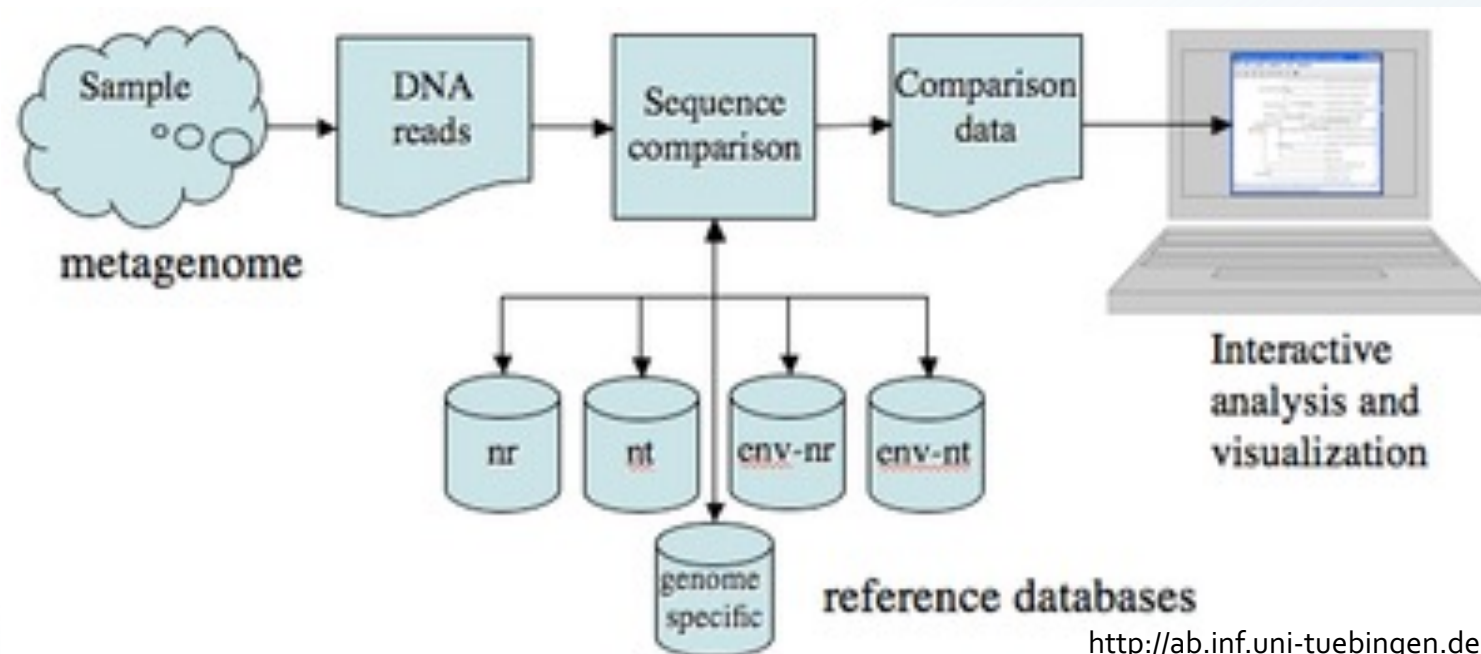 Sample
DNA
reads
Sequence
comparison
Comparison
data
metagenome
Interactive
analysis and
visualization
nr
nt
env-nr
env-nt
genome
specific
reference databases
http://ab.inf.uni-tuebingen.de